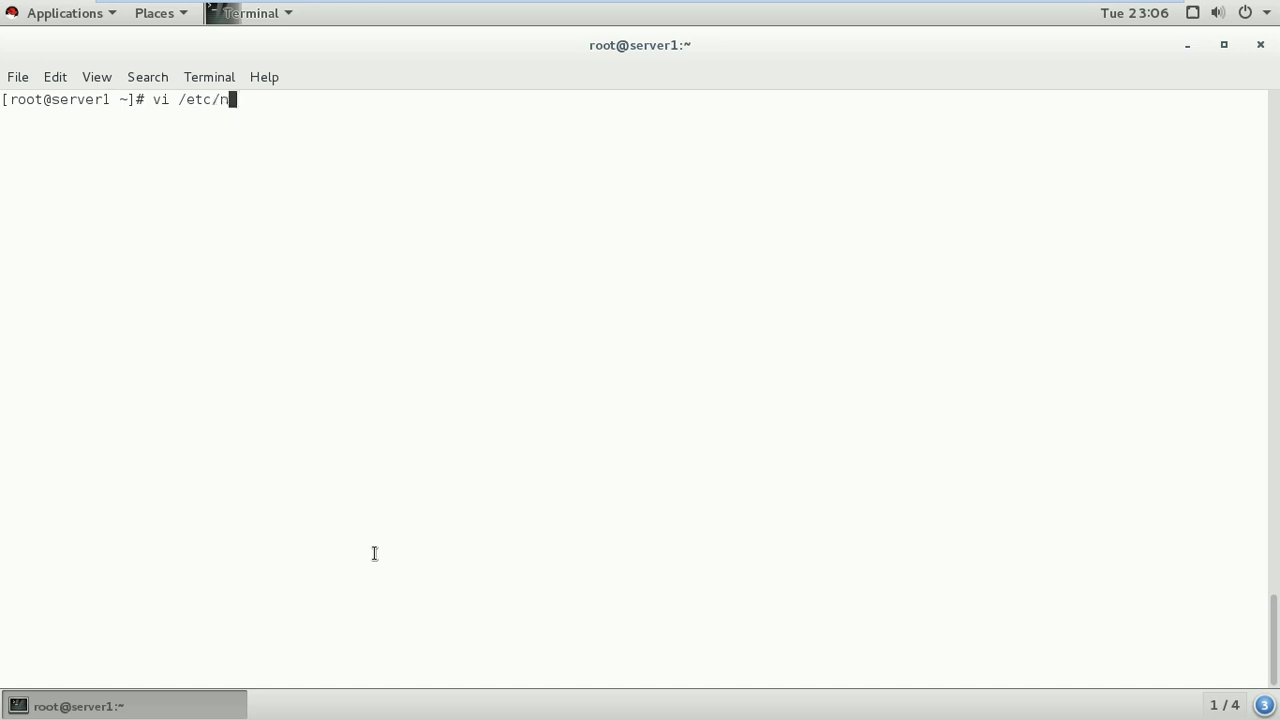 Applications Places Terminal Tue 23:06
root@server1:~
File Edit View Search Terminal Help
[root@server1 ~]# vi /etc/n
root@server1:~ 1 / 4 3